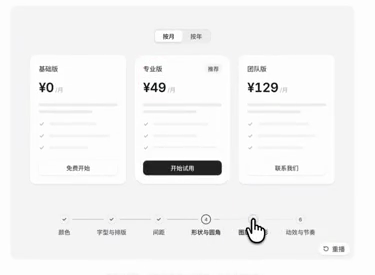 按月 按年
基础版
¥0 /月
免费开始
专业版 推荐
¥49 /月
开始试用
团队版
¥129 /月
联系我们
4 6
颜色 字型与排版 间距 形状与圆角 动效与节奏
重播